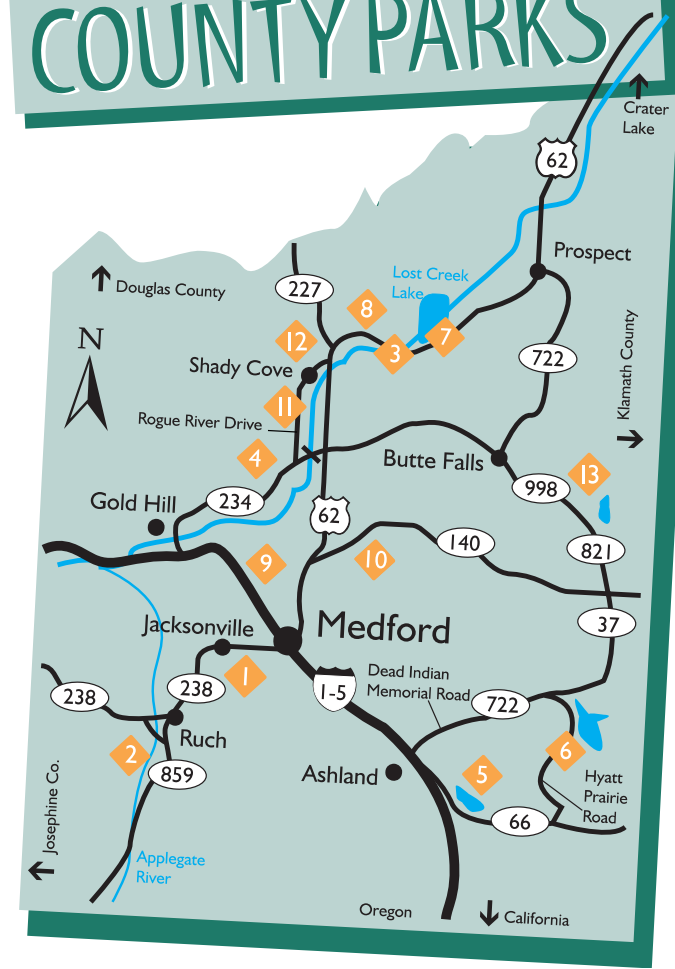 COUNTY PARKS
Crater
Lake
62
Prospect
Lost Creek
Lake
Douglas County
227
8
7
12
3
N
Shady Cove
722
Klamath County
11
Rogue River Drive
4
Butte Falls
13
998
234
Gold Hill
62
821
140
9
10
37
Jacksonville
Medford
1
Dead Indian
Memorial Road
238
238
I-5
722
Ruch
2
859
6
5
Ashland
Hyatt
Prairie
Road
Josephine Co.
66
Applegate
River
Oregon
California